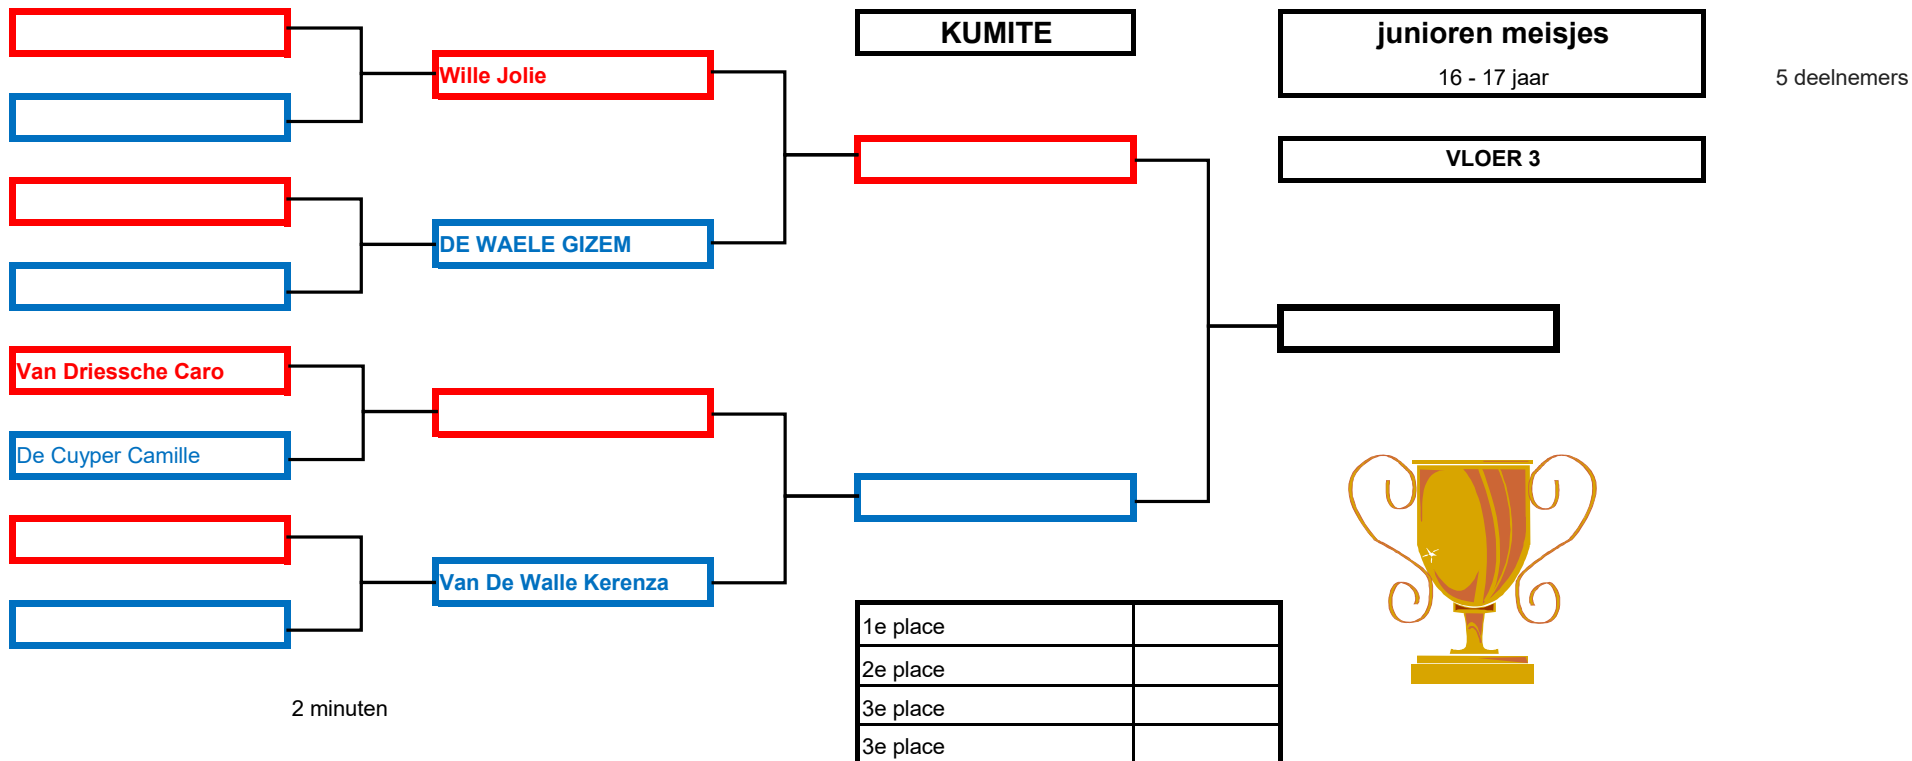 KUMITE
junioren meisjes
16 - 17 jaar
5 deelnemers
Wille Jolie
VLOER 3
DE WAELE GIZEM
Van Driessche Caro
De Cuyper Camille
Van De Walle Kerenza
1e place
2e place
3e place
3e place
2 minuten